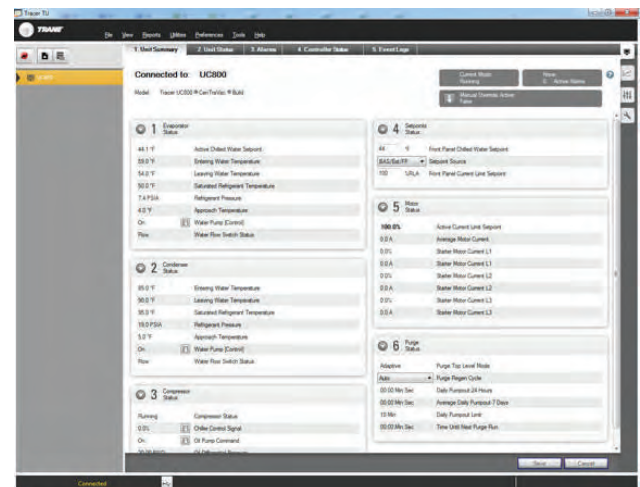 Tracer TU
TRANE
File View Reports Utilities Preferences Tools Help
1. Unit Summary 2. Unit Status 3. Alarms 4. Controller Status 5. Event Logs
Connected to: UC800
Model: Tracer UC800 CenTraVac Build
Current Mode:
Running
None
0 Active Alarms
Manual Override Active
False
1 Evaporator Status
44.1 °F Active Chilled Water Setpoint
Entering Water Temperature
54.0 °F Leaving Water Temperature
50.0 °F Saturated Refrigerant Temperature
7.4 PSIA Refrigerant Pressure
4.0 °F Approach Temperature
On Water Pump [Control]
Flow Water Flow Switch Status
2 Condenser Status
85.0 °F Entering Water Temperature
90.0 °F Leaving Water Temperature
95.0 °F Saturated Refrigerant Temperature
Refrigerant Pressure
5.0 °F Approach Temperature
On Water Pump [Control]
Flow Water Flow Switch Status
3 Compressor Status
Running Compressor Status
0.0% Chiller Control Signal
On Oil Pump Command
Oil Differential Pressure
4 Setpoints Status
44 °F Front Panel Chilled Water Setpoint
BAS/Ext/FP Setpoint Source
100 %RLA Front Panel Current Limit Setpoint
5 Motor Status
100.0% Active Current Limit Setpoint
0.0 A Average Motor Current
0.0% Starter Motor Current L1
0.0 A Starter Motor Current L1
0.0% Starter Motor Current L2
0.0 A Starter Motor Current L2
0.0% Starter Motor Current L3
0.0 A Starter Motor Current L3
6 Purge Status
Adaptive Purge Top Level Mode
Auto Purge Regen Cycle
00:00 Min:Sec Daily Pumpout-24 Hours
00:00 Min:Sec Average Daily Pumpout-7 Days
10 Min Daily Pumpout Limit
00:00 Min:Sec Time Until Next Purge Run
Save Cancel
Connected